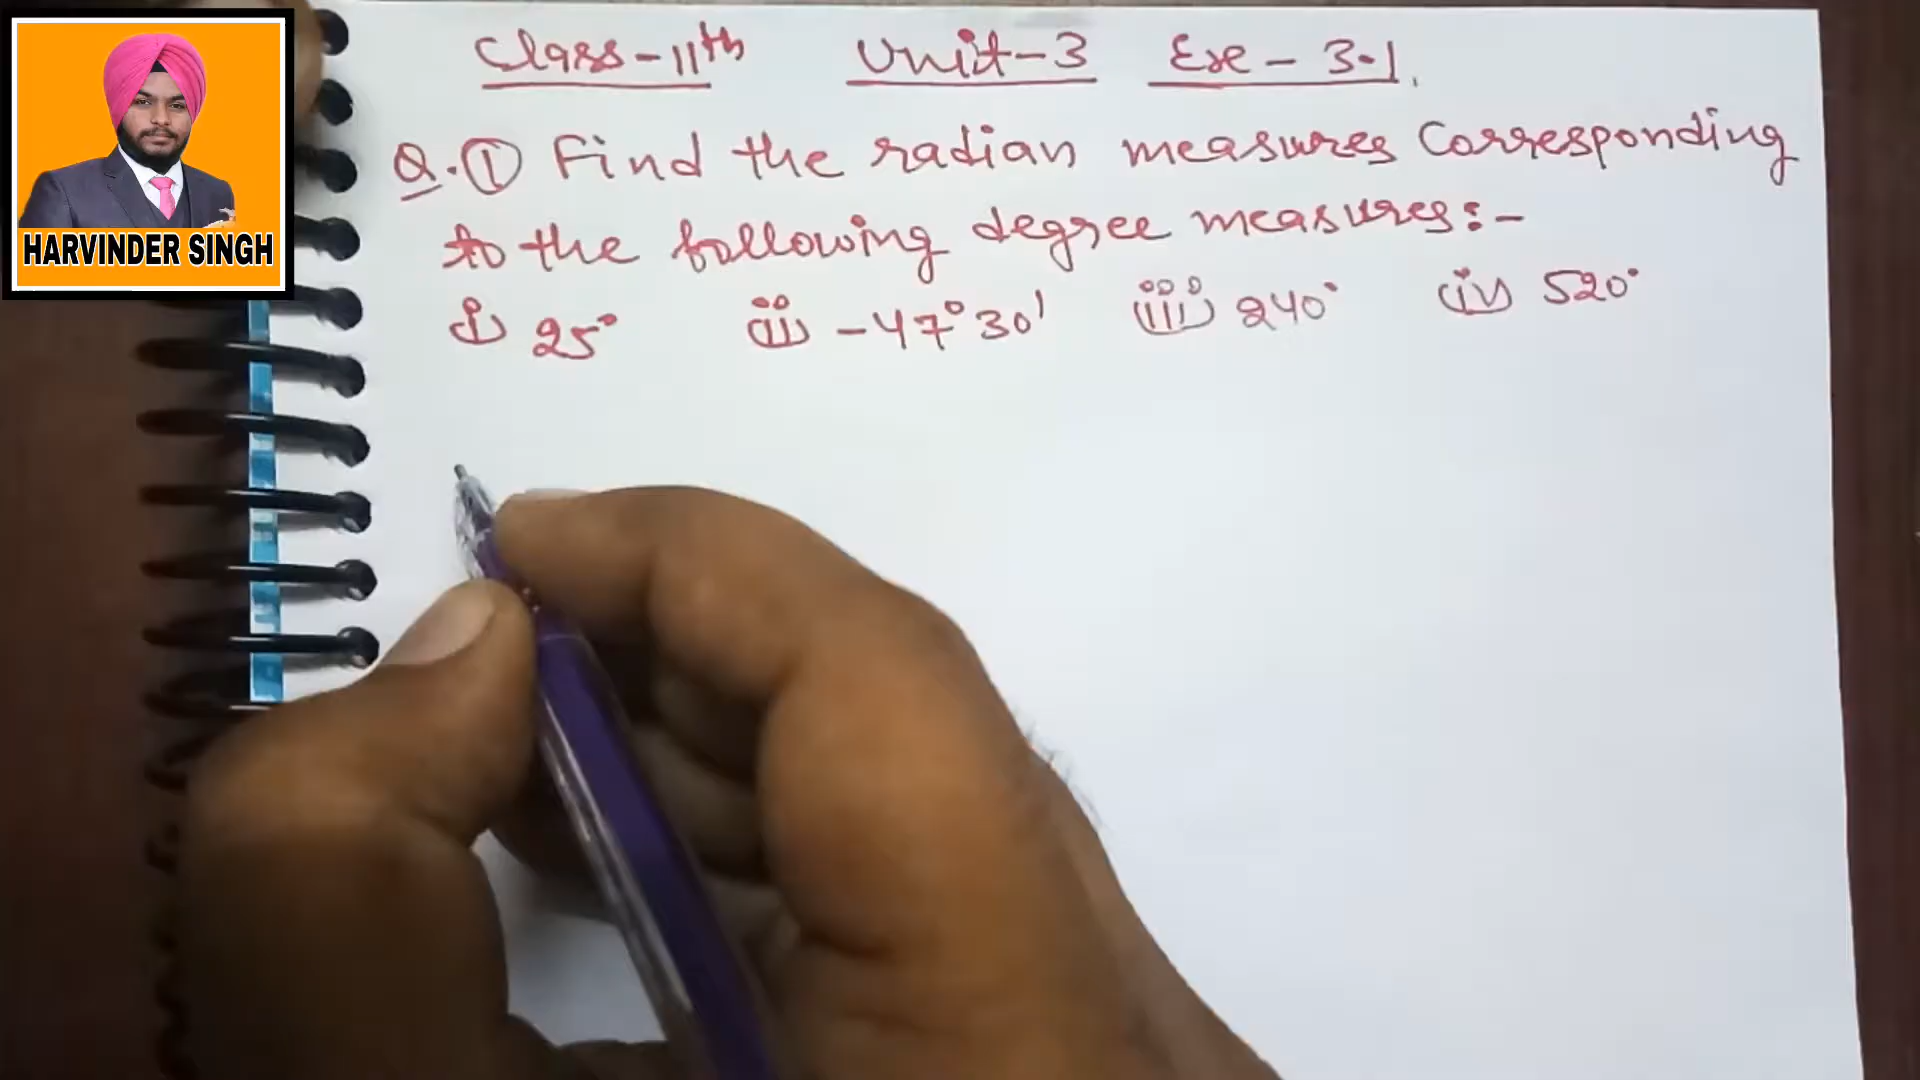 HARVINDER SINGH
Class-11th Unit-3 Exe-3.1.
Q.① Find the radian measures Corresponding
to the following degree measures:-
(i) 25° (ii) -47°30' (iii) 240° (iv) 520°